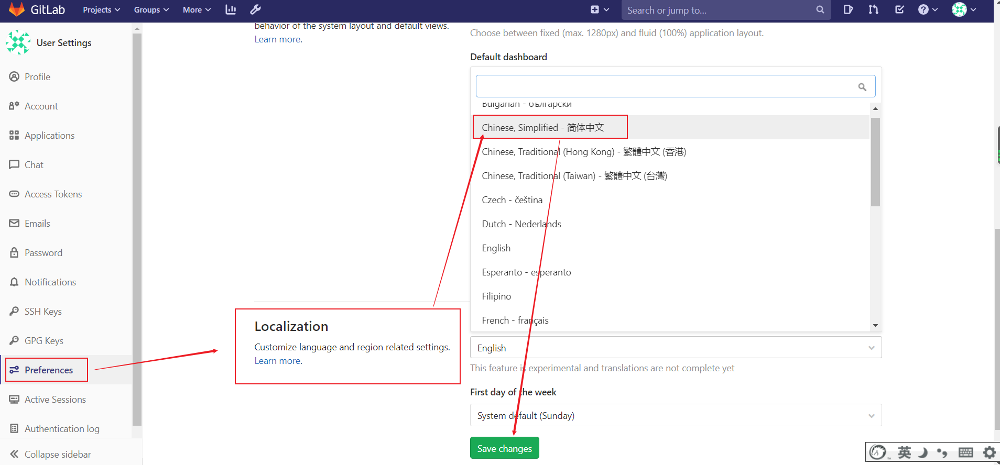 GitLab
Projects
Groups
More
Search or jump to...
User Settings
Profile
Account
Applications
Chat
Access Tokens
Emails
Password
Notifications
SSH Keys
GPG Keys
Preferences
Active Sessions
Authentication log
Collapse sidebar
behavior of the system layout and default views.
Learn more.
Localization
Customize language and region related settings.
Learn more.
Choose between fixed (max. 1280px) and fluid (100%) application layout.
Default dashboard
Bulgarian - български
Chinese, Simplified - 简体中文
Chinese, Traditional (Hong Kong) - 繁體中文 (香港)
Chinese, Traditional (Taiwan) - 繁體中文 (台灣)
Czech - čeština
Dutch - Nederlands
English
Esperanto - esperanto
Filipino
French - français
English
This feature is experimental and translations are not complete yet
First day of the week
System default (Sunday)
Save changes
英